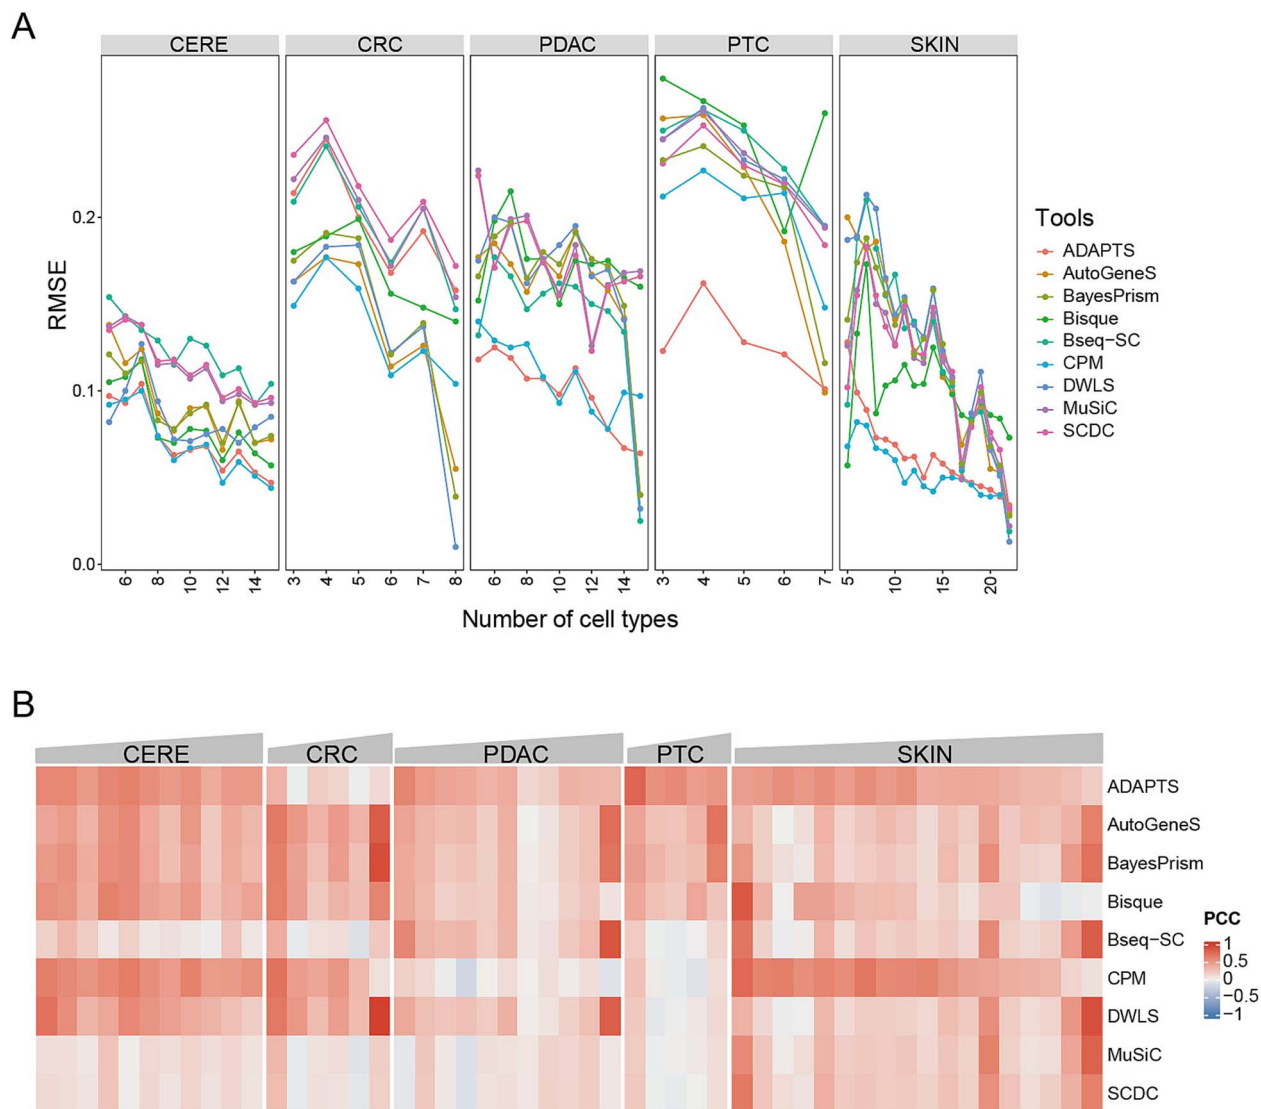 A
CERE CRC PDAC PTC SKIN
RMSE
0.2
0.1
0.0
6 8 10 12 14 3 4 5 6 7 8 6 8 10 12 14 3 4 5 6 7 5 10 15 20
Number of cell types
Tools
ADAPTS
AutoGeneS
BayesPrism
Bisque
Bseq-SC
CPM
DWLS
MuSiC
SCDC
B
CERE CRC PDAC PTC SKIN
ADAPTS
AutoGeneS
BayesPrism
Bisque
Bseq-SC
CPM
DWLS
MuSiC
SCDC
PCC
1
0.5
0
−0.5
−1